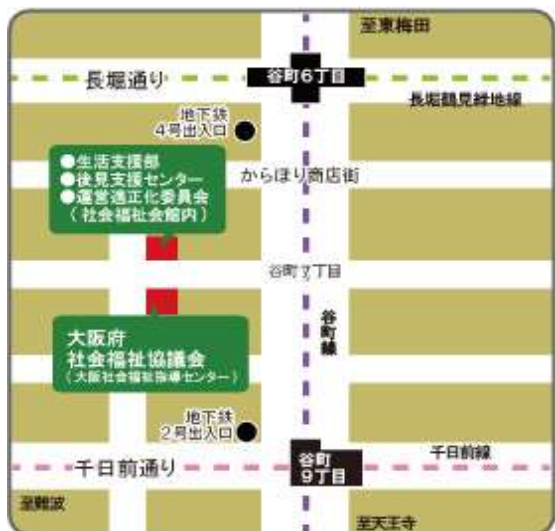 至東梅田
長堀通り
谷町6丁目
長堀鶴見緑地線
地下鉄
4号出入口
●生活支援部
●後見支援センター
●運営適正化委員会
(社会福祉会館内)
からほり商店街
谷町7丁目
谷町線
大阪府
社会福祉協議会
(大阪社会福祉指導センター)
地下鉄
2号出入口
谷町
9丁目
千日前線
千日前通り
至難波
至天王寺